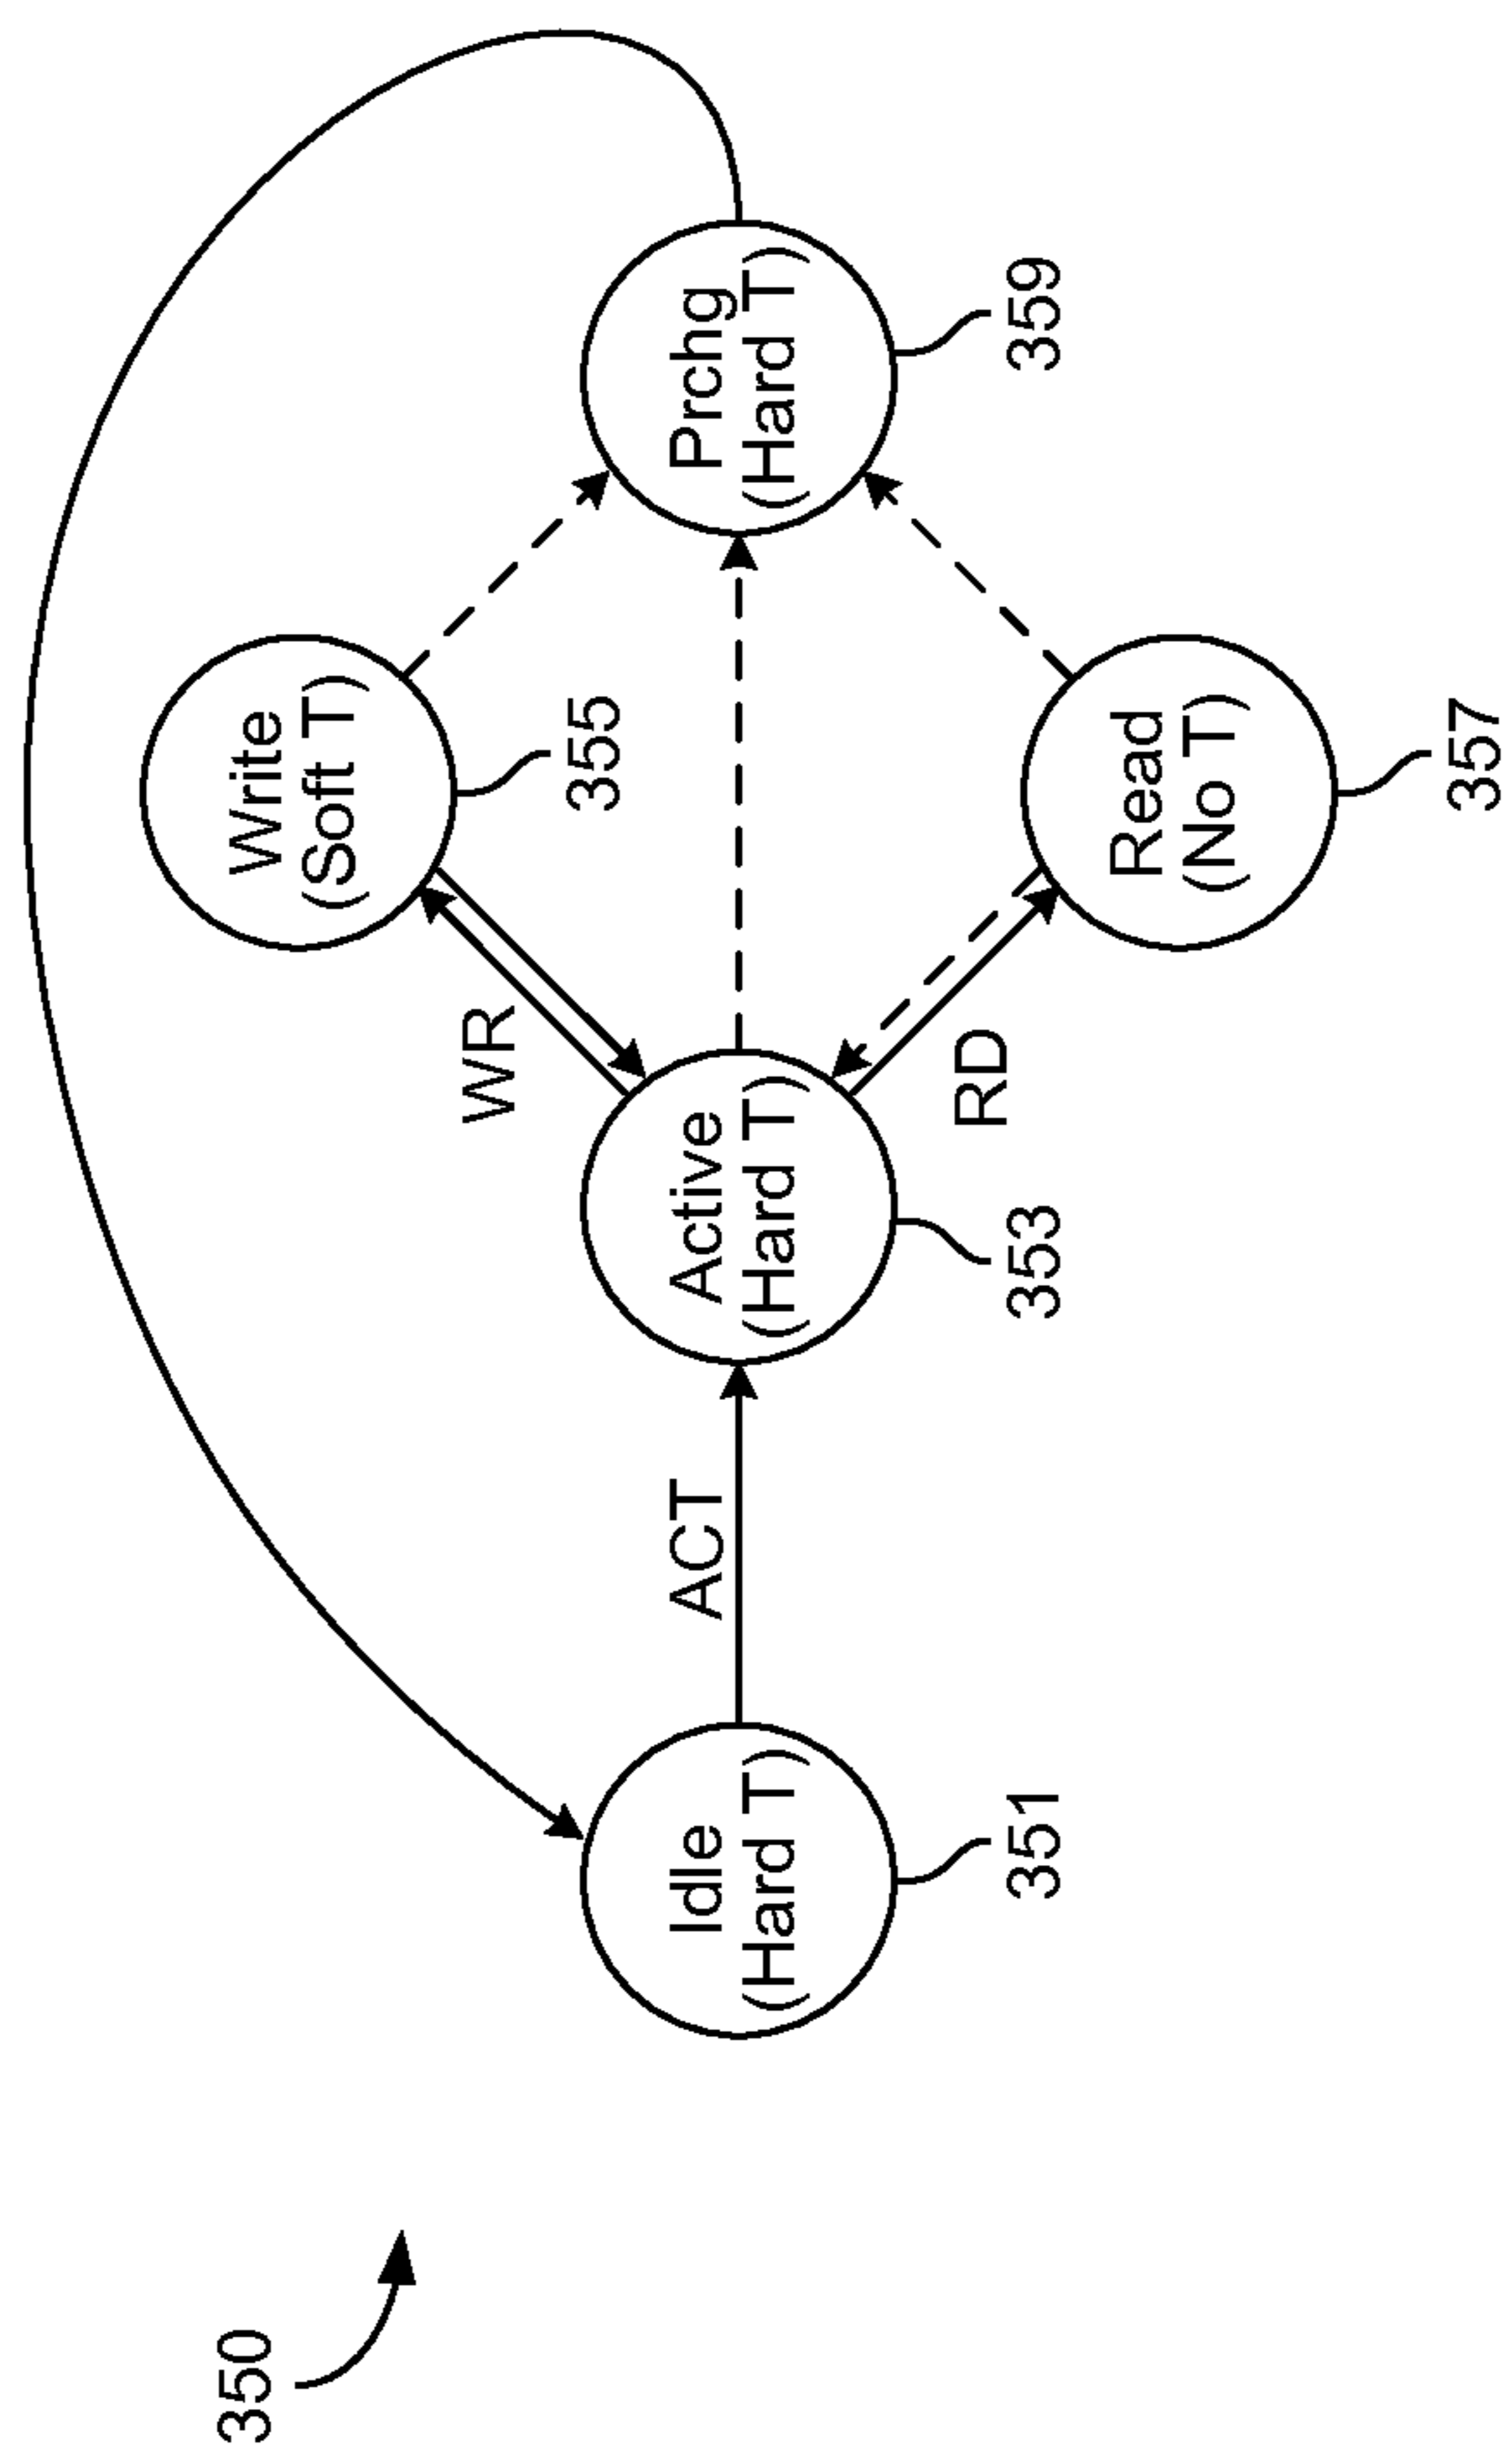 350
Write
(Soft T)
355
WR
Idle
(Hard T)
351
ACT
Active
(Hard T)
353
Prchg
(Hard T)
359
RD
Read
(No T)
357